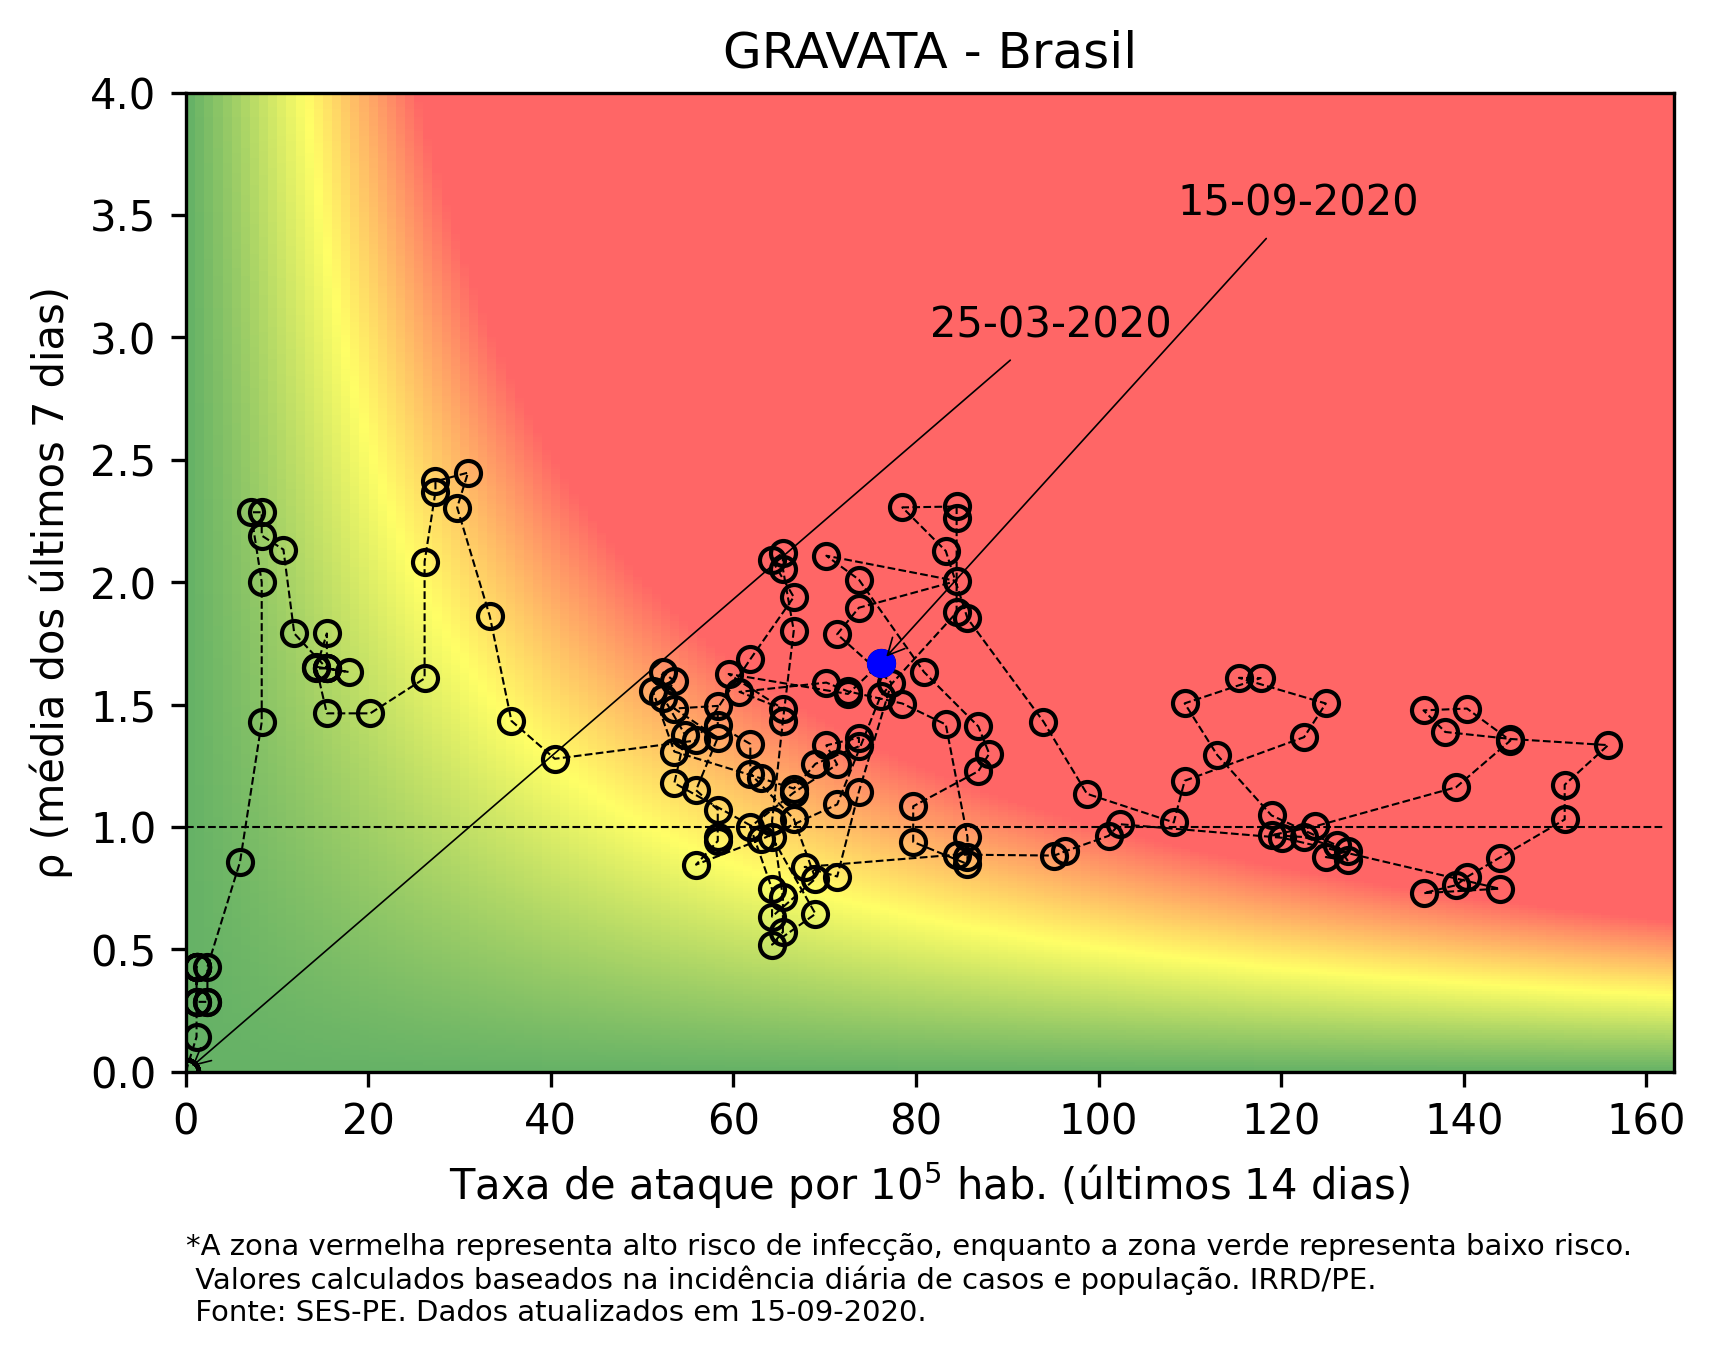 GRAVATA - Brasil
4.0
3.5
3.0
2.5
2.0
1.5
1.0
0.5
0.0
ρ (média dos últimos 7 dias)
15-09-2020
25-03-2020
0 20 40 60 80 100 120 140 160
Taxa de ataque por 10⁵ hab. (últimos 14 dias)
*A zona vermelha representa alto risco de infecção, enquanto a zona verde representa baixo risco.
Valores calculados baseados na incidência diária de casos e população. IRRD/PE.
Fonte: SES-PE. Dados atualizados em 15-09-2020.